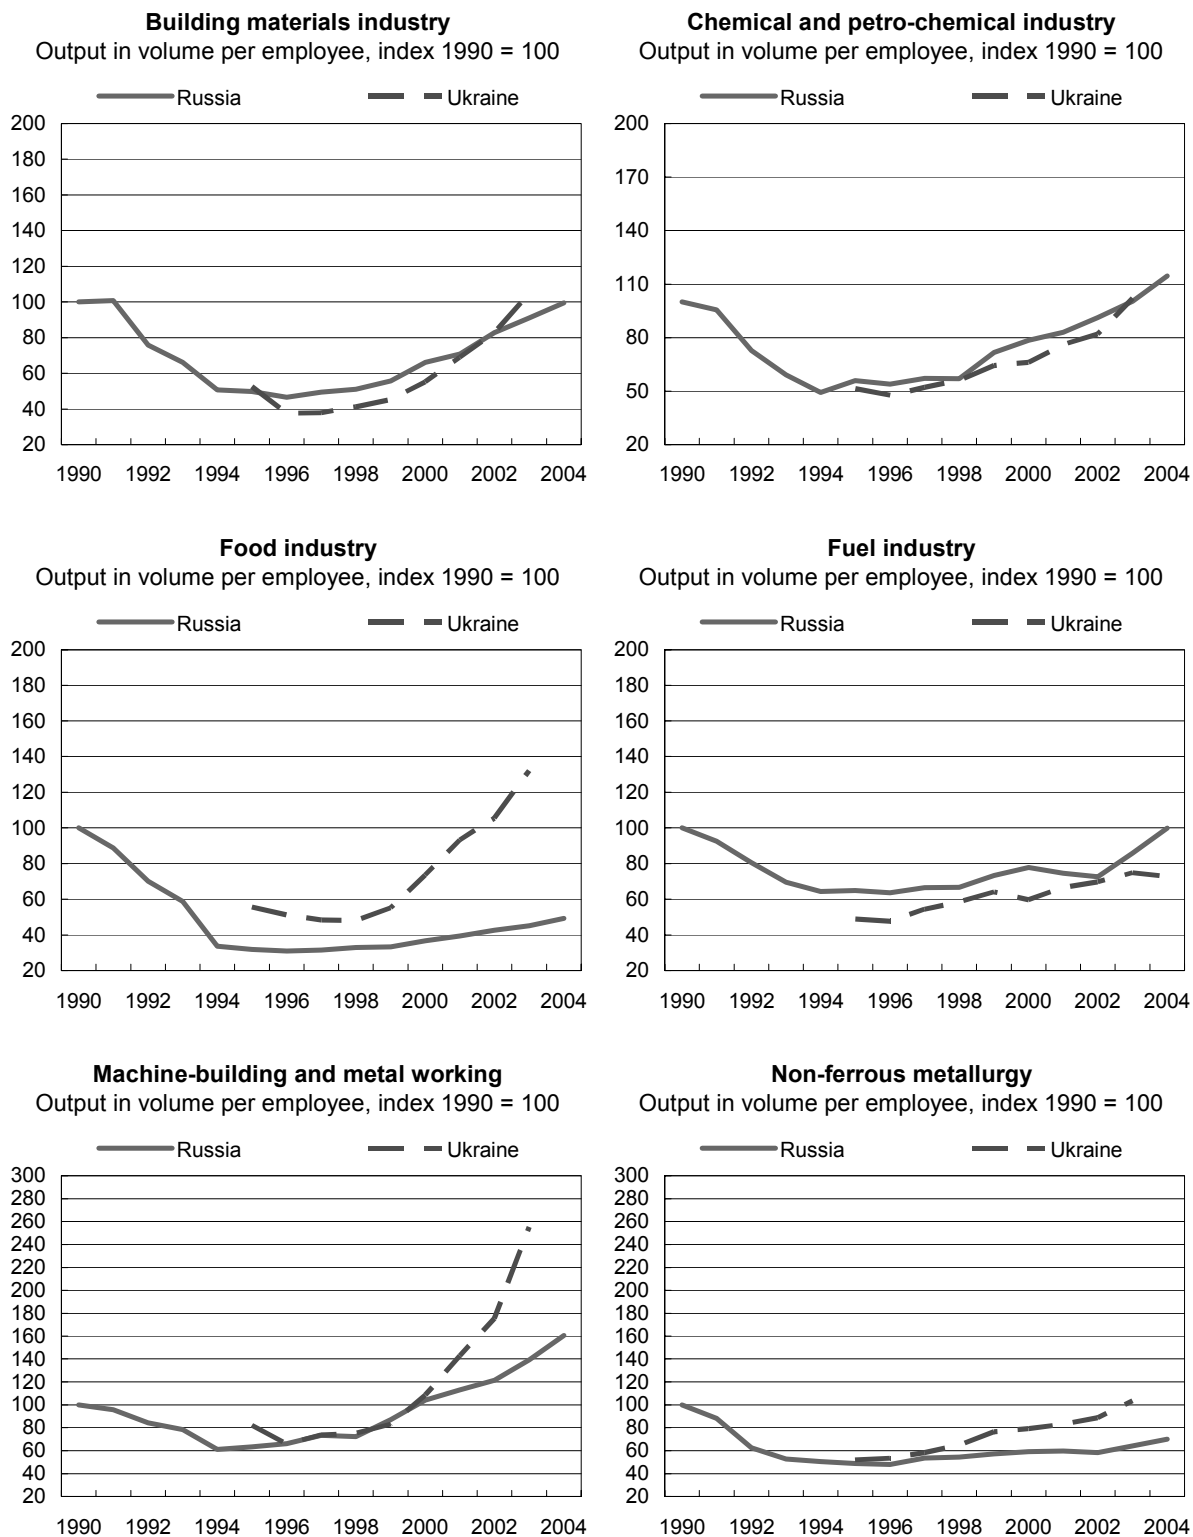 Building materials industry
Output in volume per employee, index 1990 = 100
Russia Ukraine
200
180
160
140
120
100
80
60
40
20
1990 1992 1994 1996 1998 2000 2002 2004
Chemical and petro-chemical industry
Output in volume per employee, index 1990 = 100
Russia Ukraine
200
170
140
110
80
50
20
1990 1992 1994 1996 1998 2000 2002 2004
Food industry
Output in volume per employee, index 1990 = 100
Russia Ukraine
200
180
160
140
120
100
80
60
40
20
1990 1992 1994 1996 1998 2000 2002 2004
Fuel industry
Output in volume per employee, index 1990 = 100
Russia Ukraine
200
180
160
140
120
100
80
60
40
20
1990 1992 1994 1996 1998 2000 2002 2004
Machine-building and metal working
Output in volume per employee, index 1990 = 100
Russia Ukraine
300
280
260
240
220
200
180
160
140
120
100
80
60
40
20
1990 1992 1994 1996 1998 2000 2002 2004
Non-ferrous metallurgy
Output in volume per employee, index 1990 = 100
Russia Ukraine
300
280
260
240
220
200
180
160
140
120
100
80
60
40
20
1990 1992 1994 1996 1998 2000 2002 2004